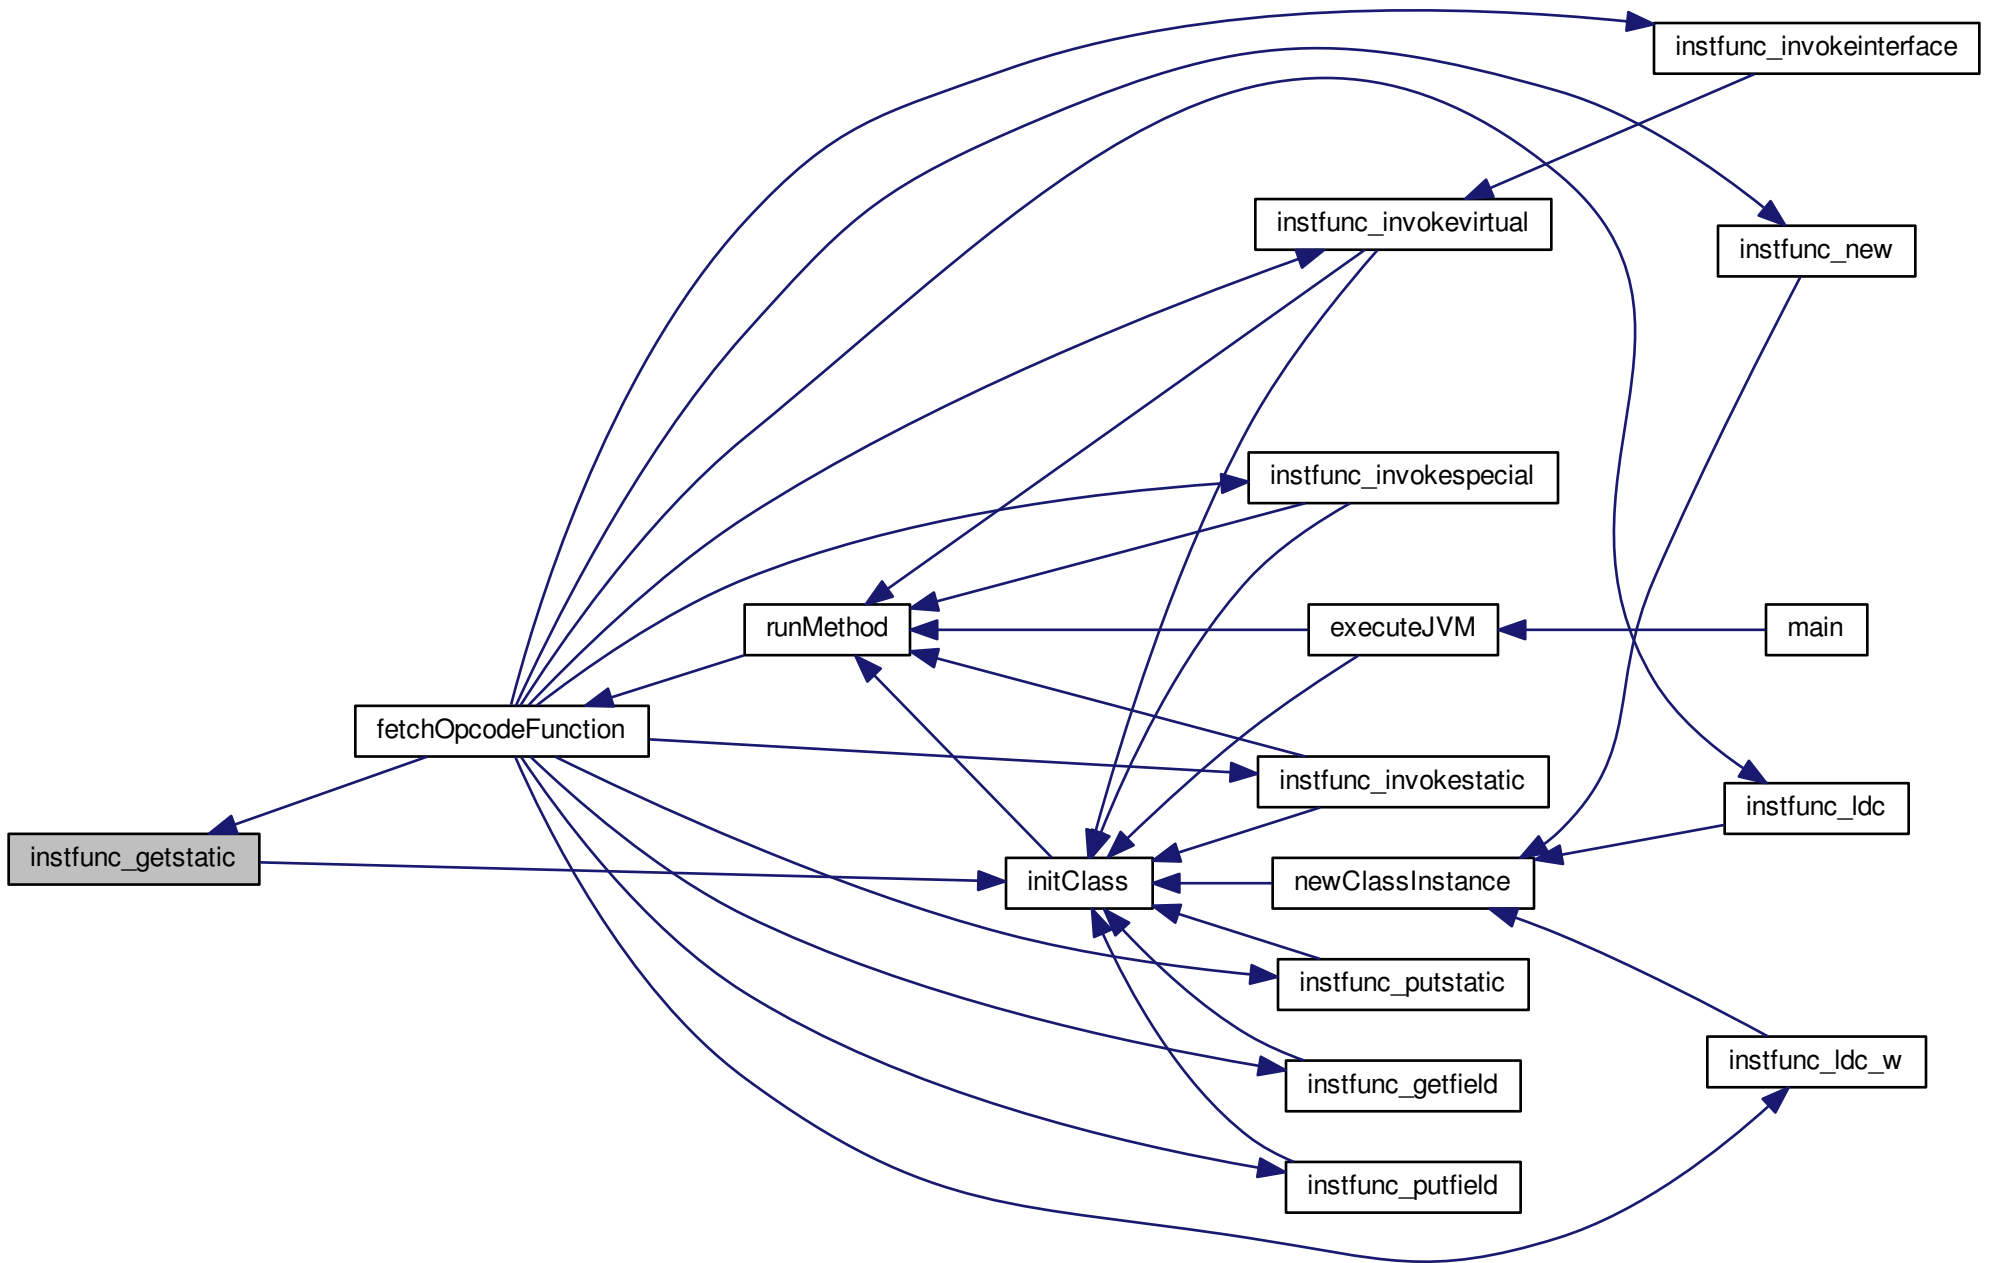 instfunc_invokeinterface
instfunc_invokevirtual
instfunc_new
instfunc_invokespecial
runMethod
executeJVM
main
fetchOpcodeFunction
instfunc_invokestatic
instfunc_ldc
instfunc_getstatic
initClass
newClassInstance
instfunc_putstatic
instfunc_ldc_w
instfunc_getfield
instfunc_putfield